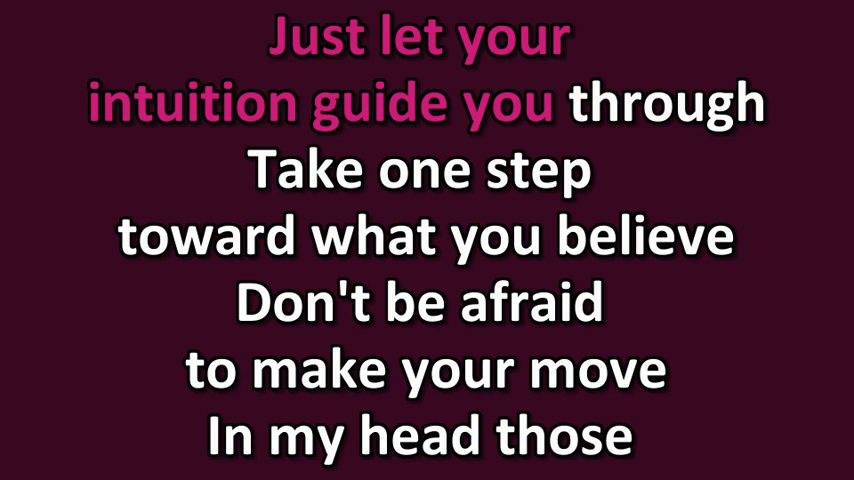 Just let your
intuition guide you through
Take one step
toward what you believe
Don't be afraid
to make your move
In my head those